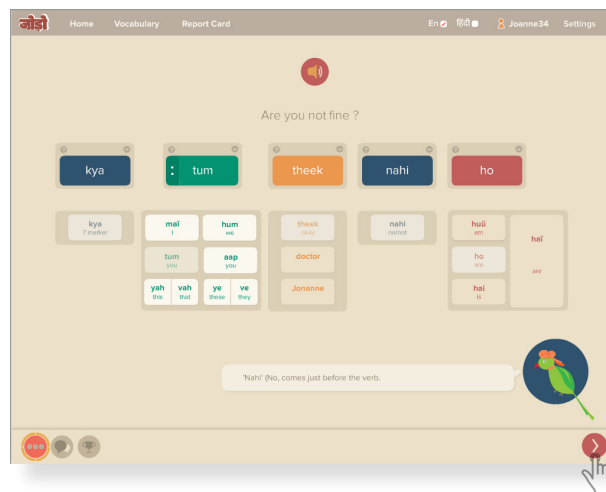 जोड़ो Home Vocabulary Report Card En हिंदी Joanne34 Settings
Are you not fine ?
kya : tum theek nahi ho
kya
? marker
maĩ
I
hum
we
tum
you
aap
you
yah
this
vah
that
ye
these
ve
they
theek
okay
doctor
Jonanne
nahi
no/not
huũ
am
ho
are
hai
is
haĩ
are
'Nahi' (No, comes just before the verb.